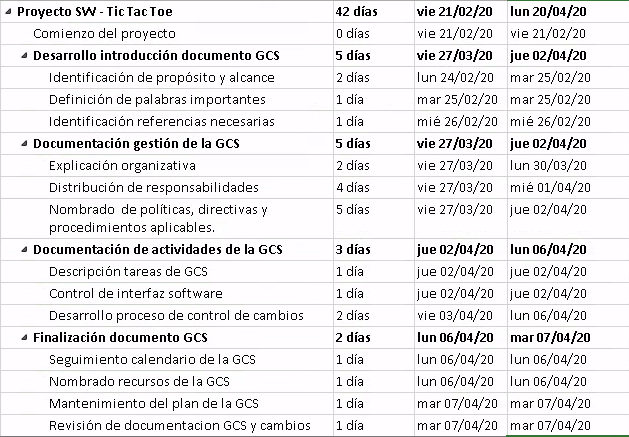 Proyecto SW - Tic Tac Toe 42 días vie 21/02/20 lun 20/04/20
Comienzo del proyecto 0 días vie 21/02/20 vie 21/02/20
Desarrollo introducción documento GCS 5 días vie 27/03/20 jue 02/04/20
Identificación de propósito y alcance 2 días lun 24/02/20 mar 25/02/20
Definición de palabras importantes 1 día mar 25/02/20 mar 25/02/20
Identificación referencias necesarias 1 día mié 26/02/20 mié 26/02/20
Documentación gestión de la GCS 5 días vie 27/03/20 jue 02/04/20
Explicación organizativa 2 días vie 27/03/20 lun 30/03/20
Distribución de responsabilidades 4 días vie 27/03/20 mié 01/04/20
Nombrado de políticas, directivas y 5 días vie 27/03/20 jue 02/04/20
procedimientos aplicables.
Documentación de actividades de la GCS 3 días jue 02/04/20 lun 06/04/20
Descripción tareas de GCS 1 día jue 02/04/20 jue 02/04/20
Control de interfaz software 1 día jue 02/04/20 jue 02/04/20
Desarrollo proceso de control de cambios 2 días vie 03/04/20 lun 06/04/20
Finalización documento GCS 2 días lun 06/04/20 mar 07/04/20
Seguimiento calendario de la GCS 1 día lun 06/04/20 lun 06/04/20
Nombrado recursos de la GCS 1 día lun 06/04/20 lun 06/04/20
Mantenimiento del plan de la GCS 1 día mar 07/04/20 mar 07/04/20
Revisión de documentacion GCS y cambios 1 día mar 07/04/20 mar 07/04/20